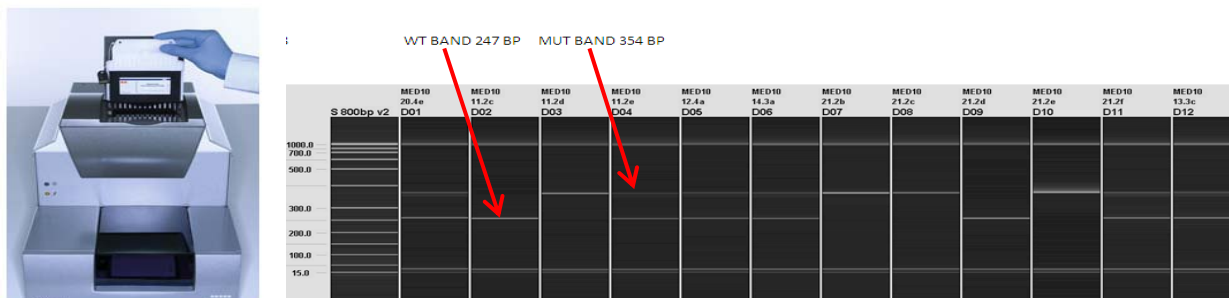 WT BAND 247 BP MUT BAND 354 BP
MED10 MED10 MED10 MED10 MED10 MED10 MED10 MED10 MED10 MED10 MED10 MED10
20.4e 11.2c 11.2d 11.2e 12.4a 14.3a 21.2b 21.2c 21.2d 21.2e 21.2f 13.3c
S 800bp v2 D01 D02 D03 D04 D05 D06 D07 D08 D09 D10 D11 D12
1000.0
700.0
500.0
300.0
200.0
100.0
15.0